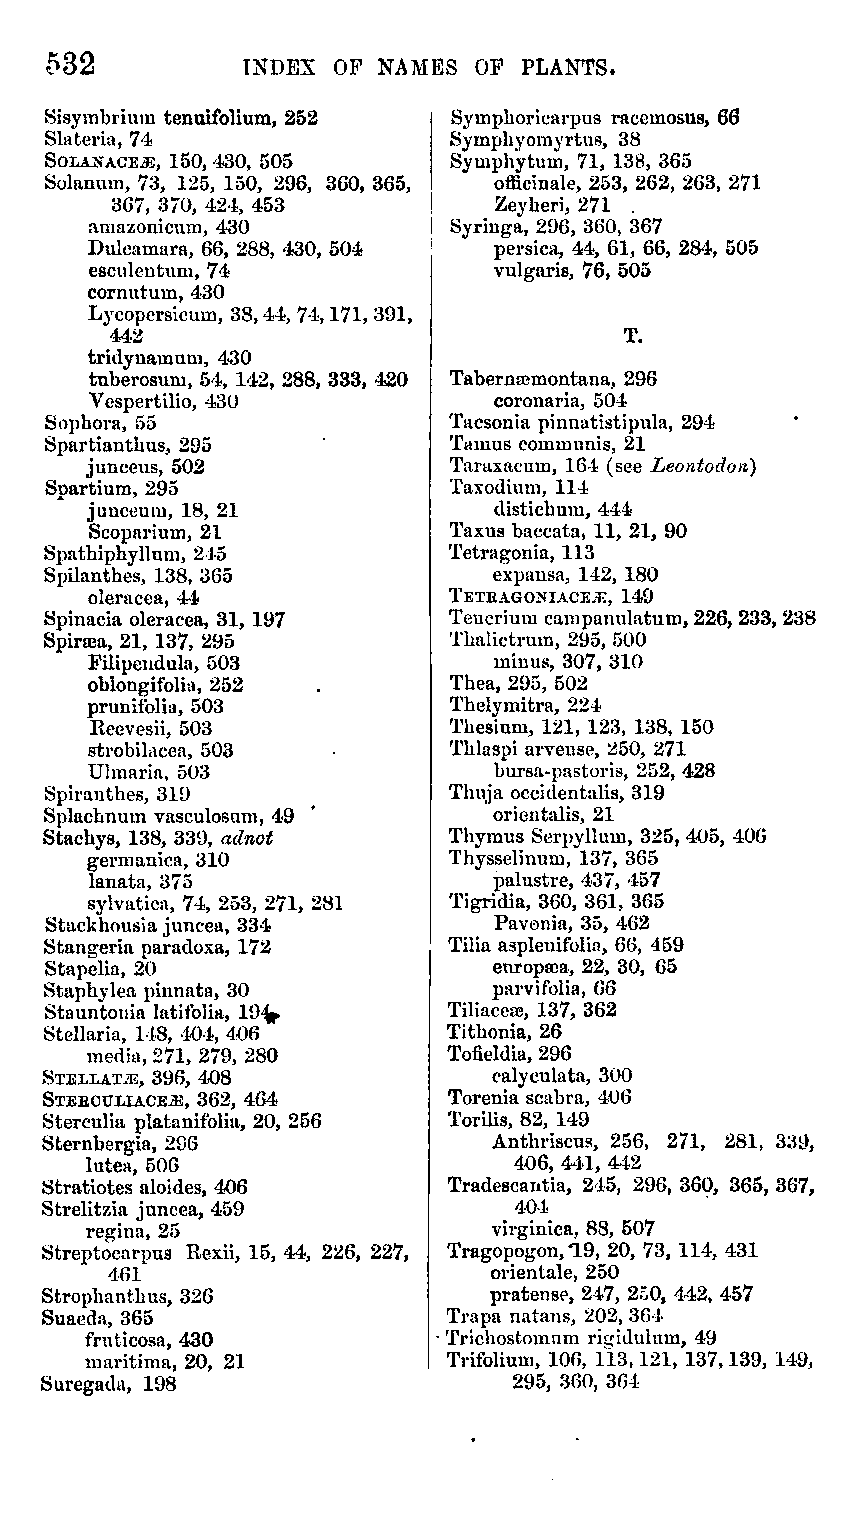 532 INDEX OF NAMES OF PLANTS.
Sisymbrium tenuifolium, 252
Slateria, 74
SOLANACEÆ, 150, 430, 505
Solanum, 73, 125, 150, 296, 360, 365,
367, 370, 424, 453
amazonicum, 430
Dulcamara, 66, 288, 430, 504
esculentum, 74
cornutum, 430
Lycopersicum, 38, 44, 74, 171, 391,
442
tridynamum, 430
tuberosum, 54, 142, 288, 333, 420
Vespertilio, 430
Sophora, 55
Spartianthus, 295
junceus, 502
Spartium, 295
junceum, 18, 21
Scoparium, 21
Spathiphyllum, 245
Spilanthes, 138, 365
oleracea, 44
Spinacia oleracea, 31, 197
Spiræa, 21, 137, 295
Filipendula, 503
oblongifolia, 252
prunifolia, 503
Reevesii, 503
strobilacea, 503
Ulmaria, 503
Spiranthes, 319
Splachnum vasculosum, 49
Stachys, 138, 339, adnot
germanica, 310
lanata, 375
sylvatica, 74, 253, 271, 281
Stackhousia juncea, 334
Stangeria paradoxa, 172
Stapelia, 20
Staphylea pinnata, 30
Stauntonia latifolia, 194
Stellaria, 148, 404, 406
media, 271, 279, 280
STELLATÆ, 396, 408
STERCULIACEÆ, 362, 464
Sterculia platanifolia, 20, 256
Sternbergia, 296
lutea, 506
Stratiotes aloides, 406
Strelitzia juncea, 459
regina, 25
Streptocarpus Rexii, 15, 44, 226, 227,
461
Strophanthus, 326
Suaeda, 365
fruticosa, 430
maritima, 20, 21
Suregada, 198
Symphoricarpus racemosus, 66
Symphyomyrtus, 38
Symphytum, 71, 138, 365
officinale, 253, 262, 263, 271
Zeyheri, 271
Syringa, 296, 360, 367
persica, 44, 61, 66, 284, 505
vulgaris, 76, 505
T.
Tabernæmontana, 296
coronaria, 504
Tacsonia pinnatistipula, 294
Tamus communis, 21
Taraxacum, 164 (see Leontodon)
Taxodium, 114
distichum, 444
Taxus baccata, 11, 21, 90
Tetragonia, 113
expansa, 142, 180
TETRAGONIACEÆ, 149
Teucrium campanulatum, 226, 233, 238
Thalictrum, 295, 500
minus, 307, 310
Thea, 295, 502
Thelymitra, 224
Thesium, 121, 123, 138, 150
Thlaspi arvense, 250, 271
bursa-pastoris, 252, 428
Thuja occidentalis, 319
orientalis, 21
Thymus Serpyllum, 325, 405, 406
Thysselinum, 137, 365
palustre, 437, 457
Tigridia, 360, 361, 365
Pavonia, 35, 462
Tilia asplenifolia, 66, 459
europæa, 22, 30, 65
parvifolia, 66
Tiliaceæ, 137, 362
Tithonia, 26
Tofieldia, 296
calyculata, 300
Torenia scabra, 406
Torilis, 82, 149
Anthriscus, 256, 271, 281, 339,
406, 441, 442
Tradescantia, 245, 296, 360, 365, 367,
404
virginica, 88, 507
Tragopogon, 19, 20, 73, 114, 431
orientale, 250
pratense, 247, 250, 442, 457
Trapa natans, 202, 364
Trichostomum rigidulum, 49
Trifolium, 106, 113, 121, 137, 139, 149,
295, 360, 364